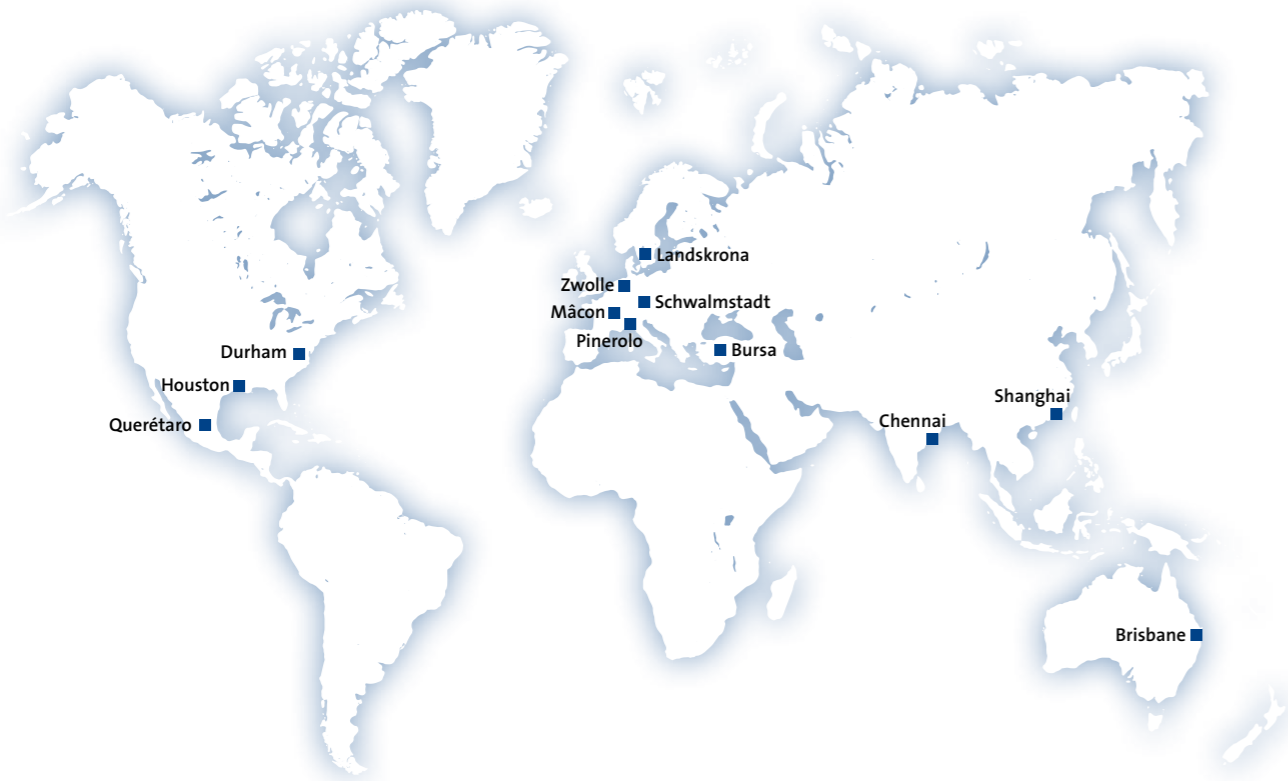 Landskrona
Zwolle
Schwalmstadt
Mâcon
Pinerolo
Bursa
Durham
Houston
Querétaro
Shanghai
Chennai
Brisbane